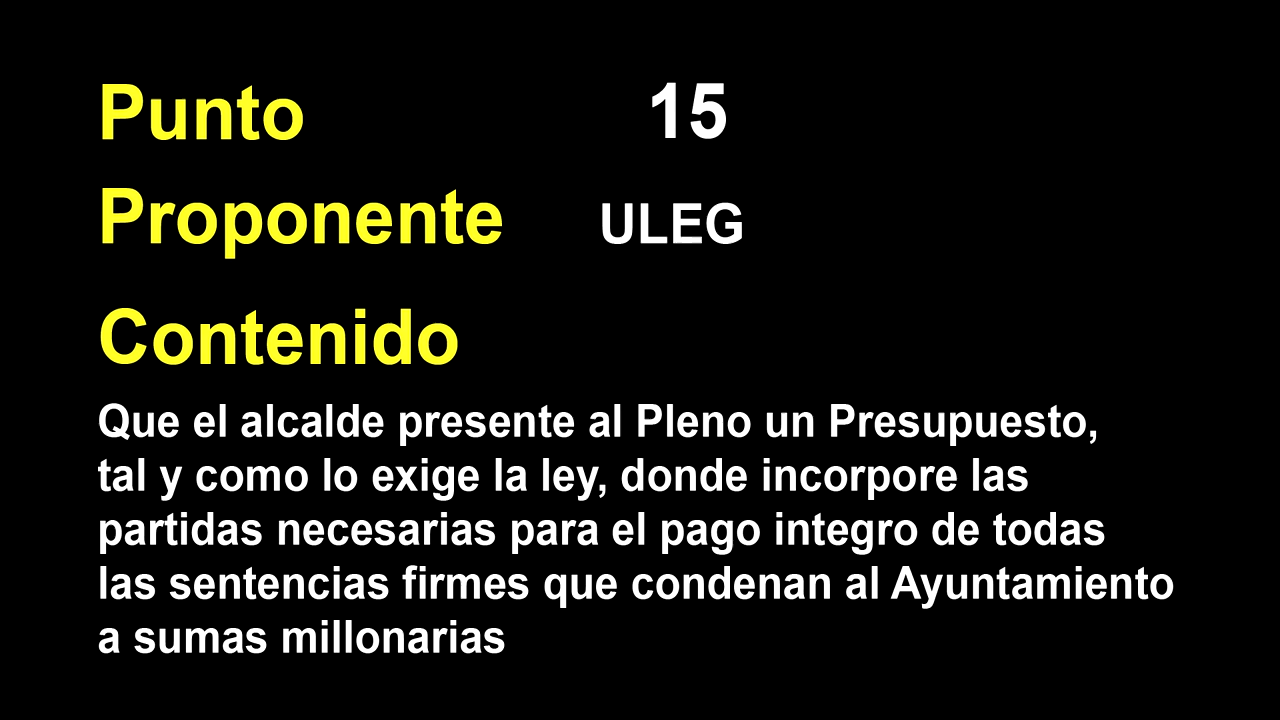 Punto 15
Proponente ULEG
Contenido
Que el alcalde presente al Pleno un Presupuesto,
tal y como lo exige la ley, donde incorpore las
partidas necesarias para el pago integro de todas
las sentencias firmes que condenan al Ayuntamiento
a sumas millonarias